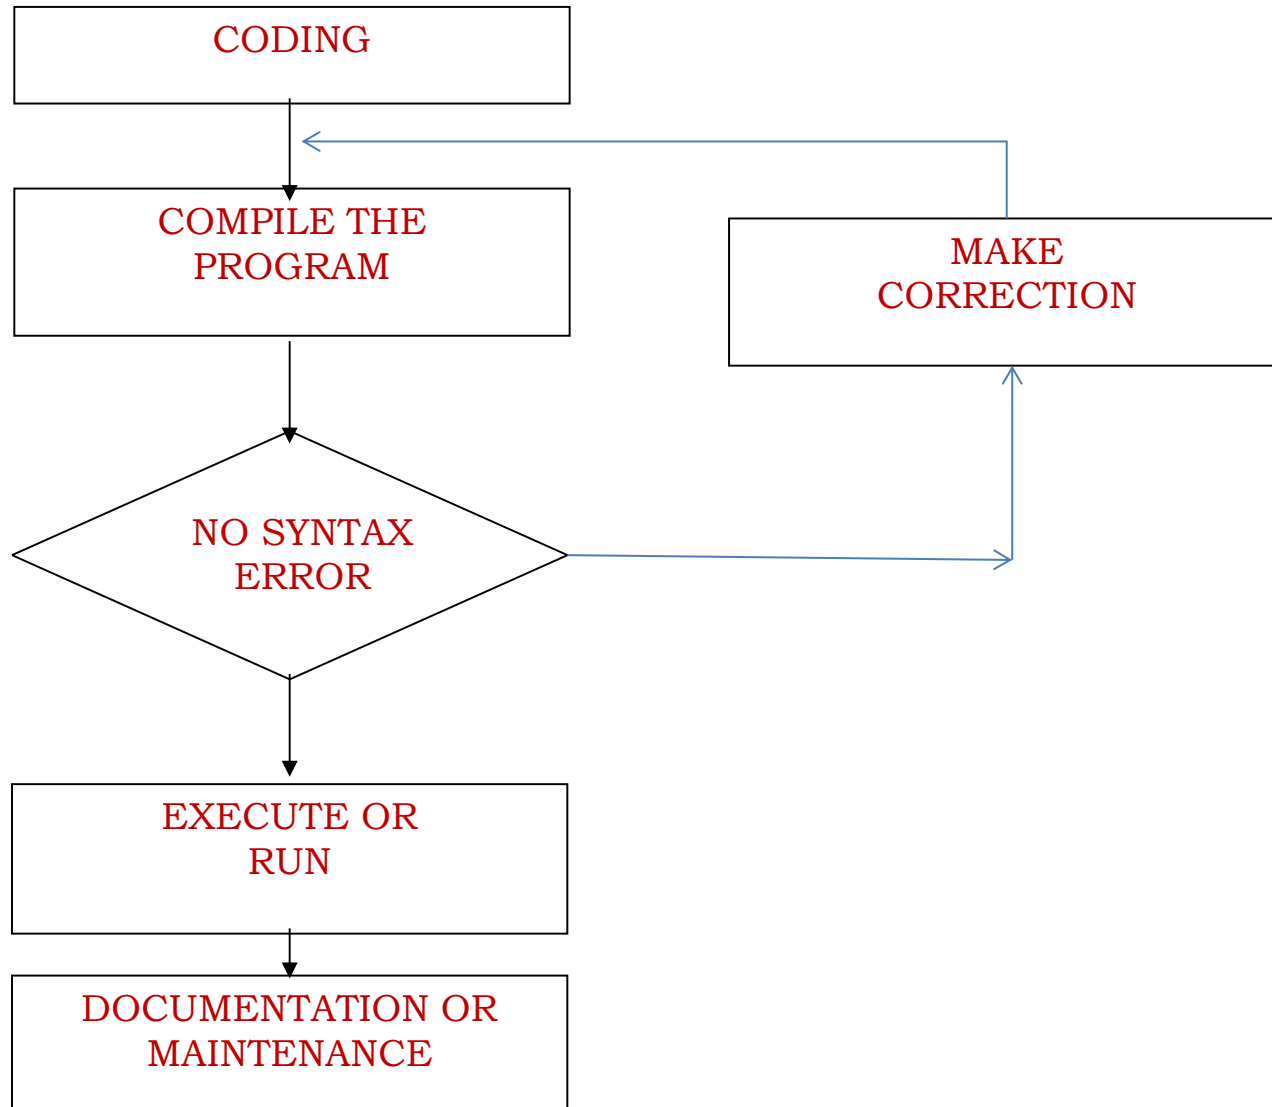 CODING
COMPILE THE
PROGRAM
MAKE
CORRECTION
NO SYNTAX
ERROR
EXECUTE OR
RUN
DOCUMENTATION OR
MAINTENANCE